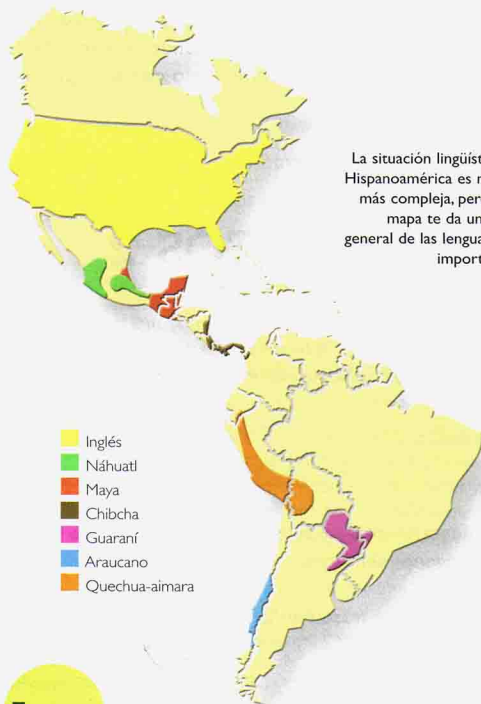 La situación lingüíst
Hispanoamérica es
más compleja, per
mapa te da un
general de las lengua
import
Inglés
Náhuatl
Maya
Chibcha
Guaraní
Araucano
Quechua-aimara